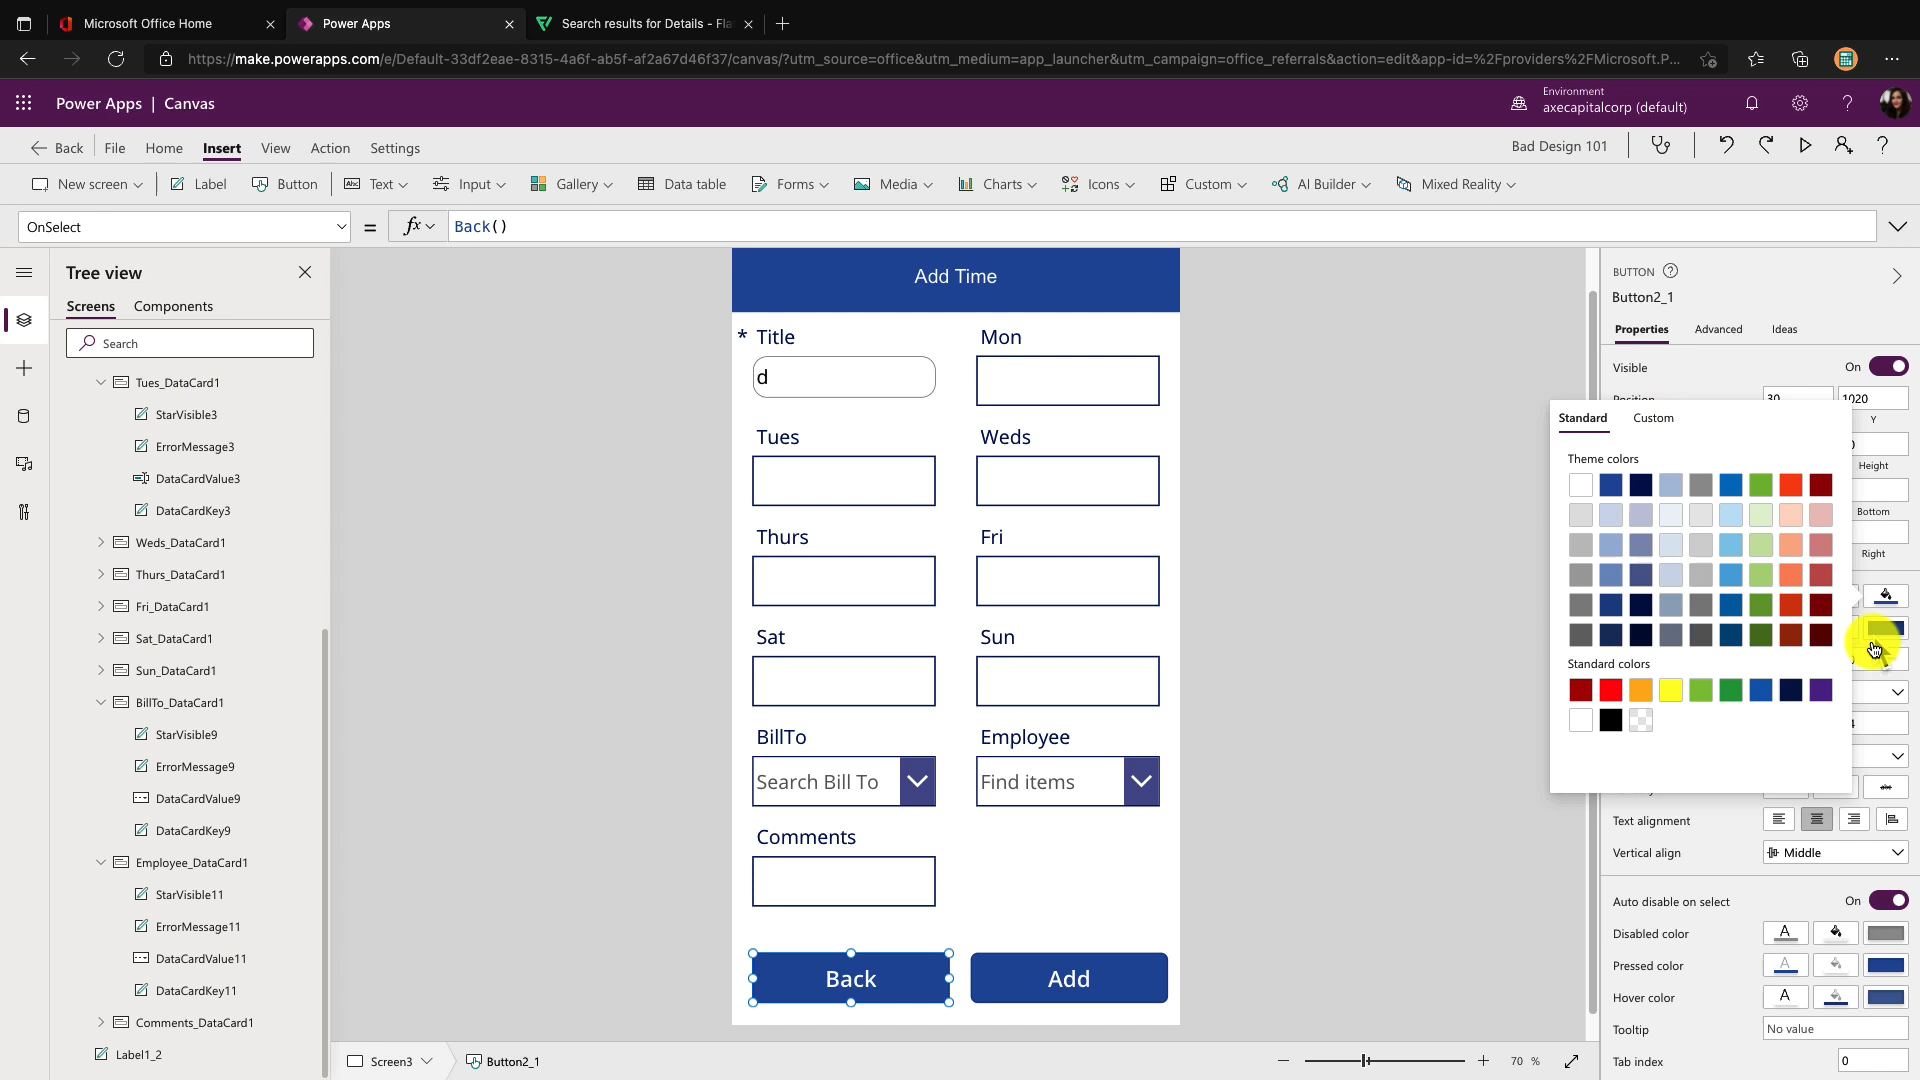 Microsoft Office Home
Power Apps
Search results for Details - Fla
https://make.powerapps.com/e/Default-33df2eae-8315-4a6f-ab5f-af2a67d46f37/canvas/?utm_source=office&utm_medium=app_launcher&utm_campaign=office_referrals&action=edit&app-id=%2Fproviders%2FMicrosoft.P...
Power Apps | Canvas
Environment
axecapitalcorp (default)
Back File Home Insert View Action Settings
Bad Design 101
New screen Label Button Text Input Gallery Data table Forms Media Charts Icons Custom AI Builder Mixed Reality
OnSelect = fx Back()
Tree view
Screens Components
Search
Tues_DataCard1
StarVisible3
ErrorMessage3
DataCardValue3
DataCardKey3
Weds_DataCard1
Thurs_DataCard1
Fri_DataCard1
Sat_DataCard1
Sun_DataCard1
BillTo_DataCard1
StarVisible9
ErrorMessage9
DataCardValue9
DataCardKey9
Employee_DataCard1
StarVisible11
ErrorMessage11
DataCardValue11
DataCardKey11
Comments_DataCard1
Label1_2
Add Time
* Title Mon
d
Tues Weds
Thurs Fri
Sat Sun
BillTo Employee
Search Bill To Find items
Comments
Back Add
Screen3 Button2_1
70 %
BUTTON
Button2_1
Properties Advanced Ideas
Visible On
30 1020
Y
Height
Bottom
Right
Standard Custom
Theme colors
Standard colors
Text alignment
Vertical align Middle
Auto disable on select On
Disabled color
Pressed color
Hover color
Tooltip No value
Tab index 0